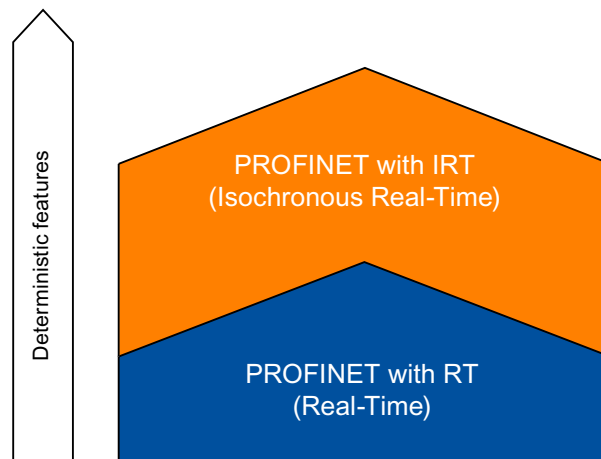 Deterministic features
PROFINET with IRT
(Isochronous Real-Time)
PROFINET with RT
(Real-Time)